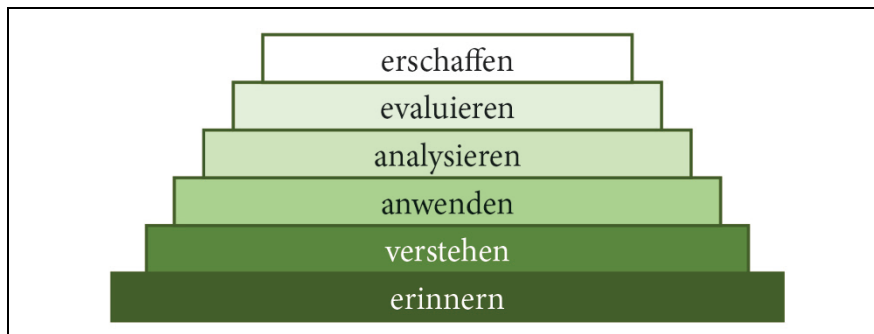 erschaffen
evaluieren
analysieren
anwenden
verstehen
erinnern